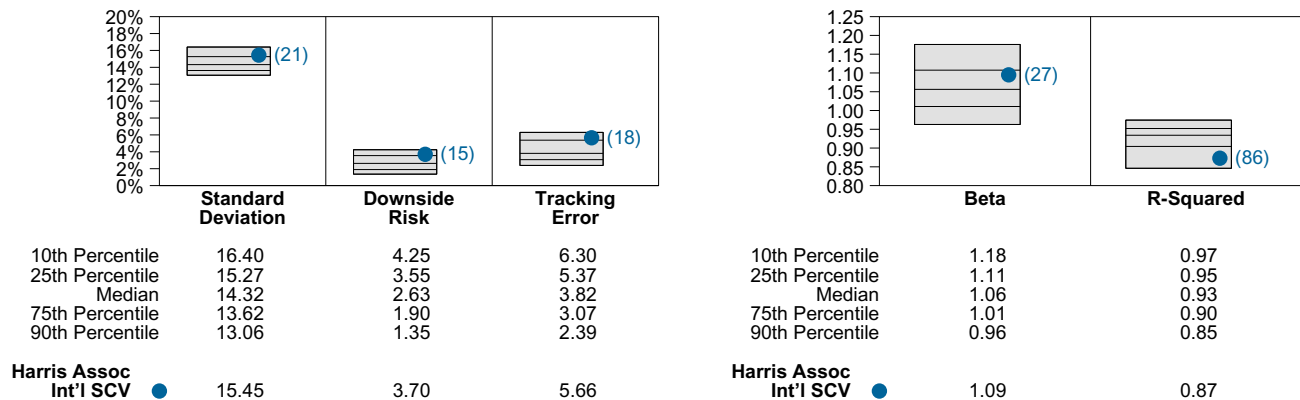 20%
18%
16%
14%
12%
10%
8%
6%
4%
2%
0%
(21)
(15)
(18)
Standard
Deviation
Downside
Risk
Tracking
Error
10th Percentile 16.40 4.25 6.30
25th Percentile 15.27 3.55 5.37
Median 14.32 2.63 3.82
75th Percentile 13.62 1.90 3.07
90th Percentile 13.06 1.35 2.39
Harris Assoc
Int'l SCV 15.45 3.70 5.66
1.25
1.20
1.15
1.10
1.05
1.00
0.95
0.90
0.85
0.80
(27)
(86)
Beta R-Squared
10th Percentile 1.18 0.97
25th Percentile 1.11 0.95
Median 1.06 0.93
75th Percentile 1.01 0.90
90th Percentile 0.96 0.85
Harris Assoc
Int'l SCV 1.09 0.87